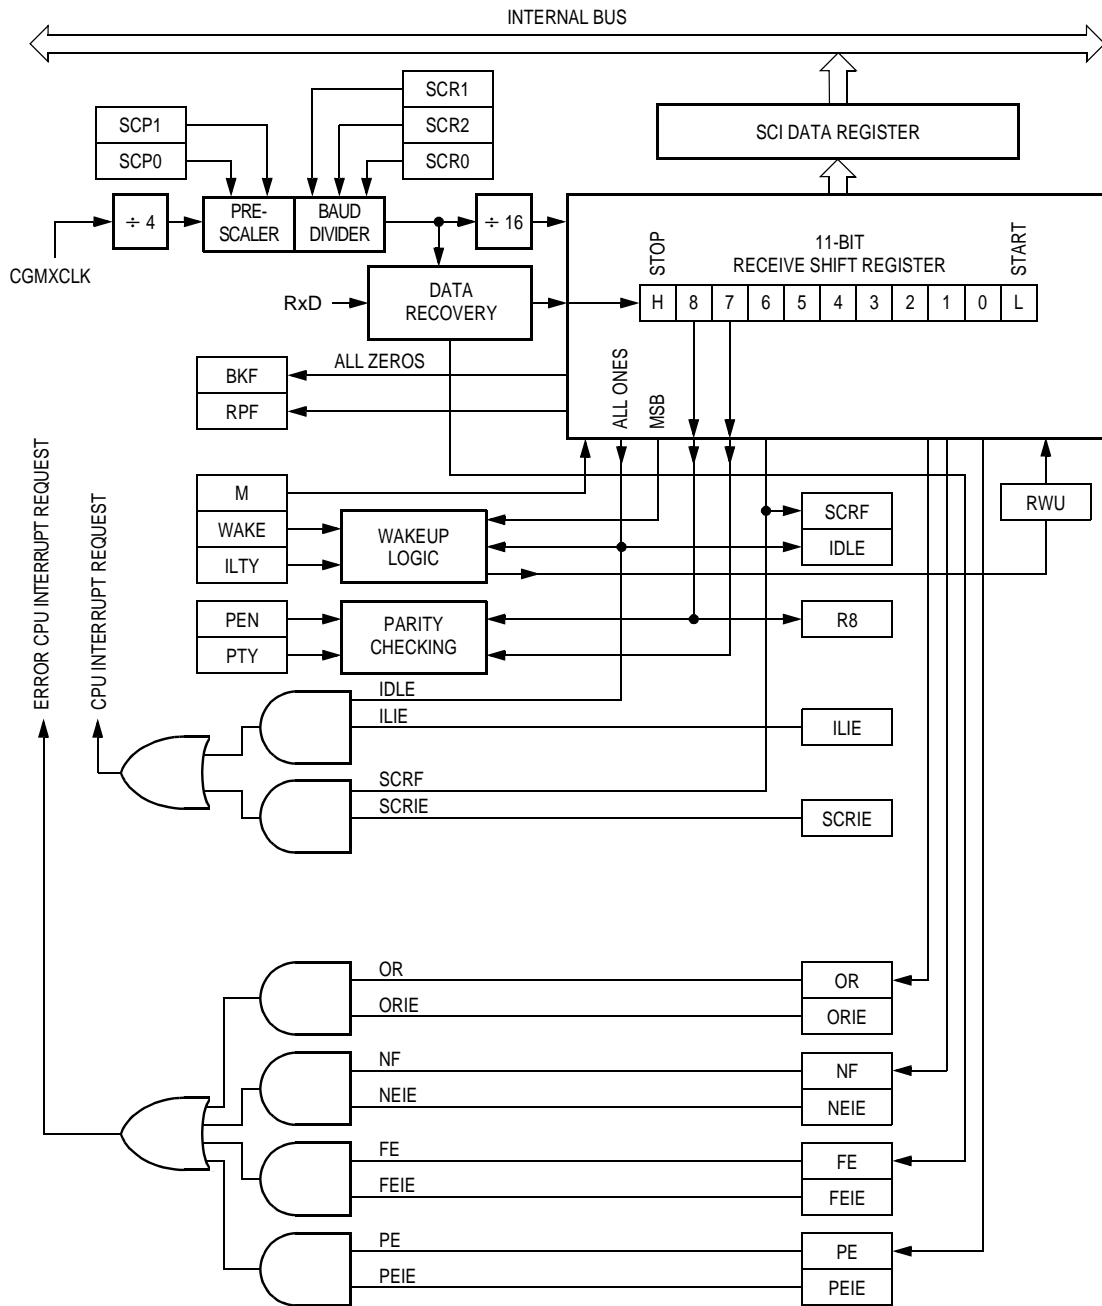 INTERNAL BUS
SCR1
SCP1
SCR2
SCI DATA REGISTER
SCP0
SCR0
÷ 4
PRE-
SCALER
BAUD
DIVIDER
÷ 16
CGMXCLK
STOP
11-BIT
RECEIVE SHIFT REGISTER
START
RxD
DATA
RECOVERY
H 8 7 6 5 4 3 2 1 0 L
ALL ZEROS
BKF
RPF
ALL ONES
MSB
M
WAKE
ILTY
WAKEUP
LOGIC
SCRF
IDLE
RWU
PEN
PTY
PARITY
CHECKING
R8
ERROR CPU INTERRUPT REQUEST
CPU INTERRUPT REQUEST
IDLE
ILIE
ILIE
SCRF
SCRIE
SCRIE
OR
OR
ORIE
ORIE
NF
NF
NEIE
NEIE
FE
FE
FEIE
FEIE
PE
PE
PEIE
PEIE